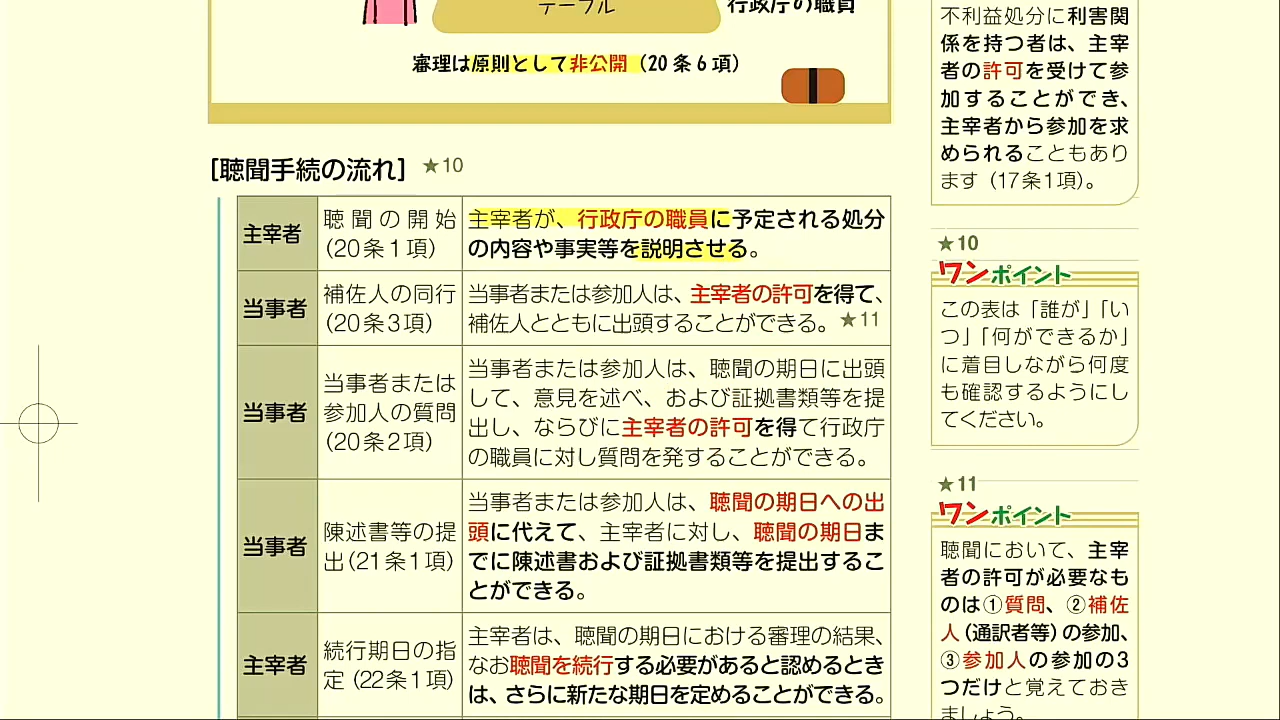 テーブル
行政庁の職員
審理は原則として非公開（20条6項）
[聴聞手続の流れ] ★10
主宰者
聴聞の開始
(20条1項)
主宰者が、行政庁の職員に予定される処分
の内容や事実等を説明させる。
当事者
補佐人の同行
(20条3項)
当事者または参加人は、主宰者の許可を得て、
補佐人とともに出頭することができる。★11
当事者
当事者または
参加人の質問
(20条2項)
当事者または参加人は、聴聞の期日に出頭
して、意見を述べ、および証拠書類等を提
出し、ならびに主宰者の許可を得て行政庁
の職員に対し質問を発することができる。
当事者
陳述書等の提
出(21条1項)
当事者または参加人は、聴聞の期日への出
頭に代えて、主宰者に対し、聴聞の期日ま
でに陳述書および証拠書類等を提出するこ
とができる。
主宰者
続行期日の指
定(22条1項)
主宰者は、聴聞の期日における審理の結果、
なお聴聞を続行する必要があると認めるとき
は、さらに新たな期日を定めることができる。
不利益処分に利害関
係を持つ者は、主宰
者の許可を受けて参
加することができ、
主宰者から参加を求
められることもあり
ます（17条1項）。
★10
ワンポイント
この表は「誰が」「い
つ」「何ができるか」
に着目しながら何度
も確認するようにし
てください。
★11
ワンポイント
聴聞において、主宰
者の許可が必要なも
のは①質問、②補佐
人(通訳者等)の参加、
③参加人の参加の3
つだけと覚えておき
ましょう。